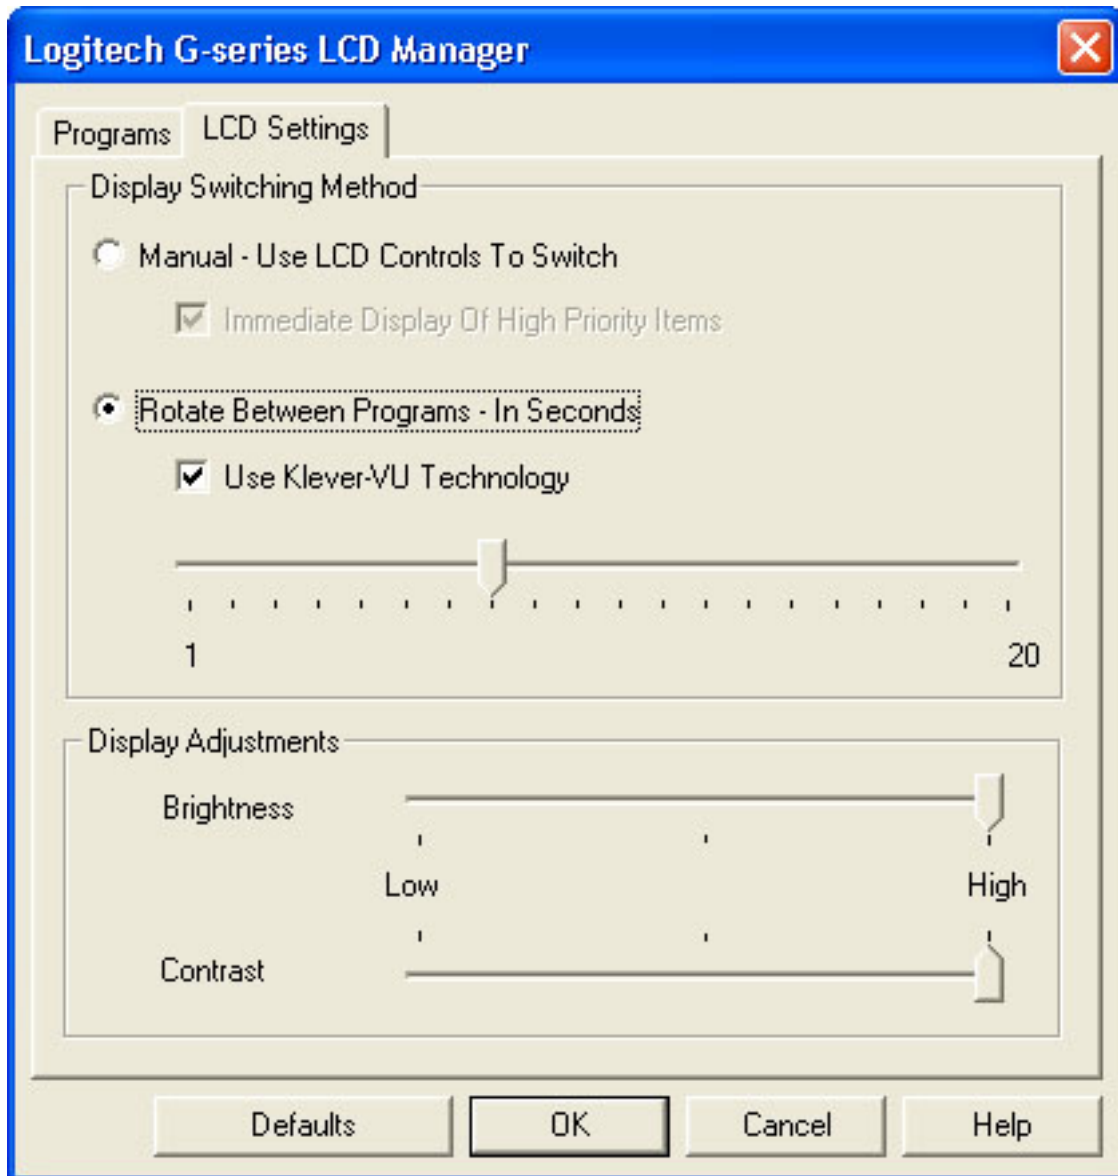 Logitech G-series LCD Manager
Programs
LCD Settings
Display Switching Method
Manual - Use LCD Controls To Switch
Immediate Display Of High Priority Items
Rotate Between Programs - In Seconds
Use Klever-VU Technology
1
20
Display Adjustments
Brightness
Low
High
Contrast
Defaults
OK
Cancel
Help